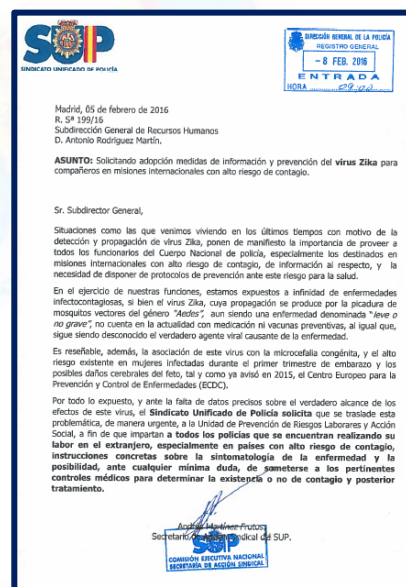 SUP
SINDICATO UNIFICADO DE POLICÍA
DIRECCIÓN GENERAL DE LA POLICÍA
REGISTRO GENERAL
- 8 FEB. 2016
ENTRADA
HORA 09:00
Madrid, 05 de febrero de 2016
R. Sª 199/16
Subdirección General de Recursos Humanos
D. Antonio Rodríguez Martín.
ASUNTO: Solicitando adopción medidas de información y prevención del virus Zika para
compañeros en misiones internacionales con alto riesgo de contagio.
Sr. Subdirector General,
Situaciones como las que venimos viviendo en los últimos tiempos con motivo de la
detección y propagación de virus Zika, ponen de manifiesto la importancia de proveer a
todos los funcionarios del Cuerpo Nacional de policía, especialmente los destinados en
misiones internacionales con alto riesgo de contagio, de información al respecto, y la
necesidad de disponer de protocolos de prevención ante este riesgo para la salud.
En el ejercicio de nuestras funciones, estamos expuestos a infinidad de enfermedades
infectocontagiosas, si bien el virus Zika, cuya propagación se produce por la picadura de
mosquitos vectores del género "Aedes", aun siendo una enfermedad denominada "leve o
no grave", no cuenta en la actualidad con medicación ni vacunas preventivas, al igual que,
sigue siendo desconocido el verdadero agente viral causante de la enfermedad.
Es reseñable, además, la asociación de este virus con la microcefalia congénita, y el alto
riesgo existente en mujeres infectadas durante el primer trimestre de embarazo y los
posibles daños cerebrales del feto, tal y como ya avisó en 2015, el Centro Europeo para la
Prevención y Control de Enfermedades (ECDC).
Por todo lo expuesto, y ante la falta de datos precisos sobre el verdadero alcance de los
efectos de este virus, el Sindicato Unificado de Policía solicita que se traslade esta
problemática, de manera urgente, a la Unidad de Prevención de Riesgos Laborares y Acción
Social, a fin de que impartan a todos los policías que se encuentran realizando su
labor en el extranjero, especialmente en países con alto riesgo de contagio,
instrucciones concretas sobre la sintomatología de la enfermedad y la
posibilidad, ante cualquier mínima duda, de someterse a los pertinentes
controles médicos para determinar la existencia o no de contagio y posterior
tratamiento.
Andrés Martínez Frutos
Secretario de Acción Sindical del SUP.
SUP
COMISIÓN EJECUTIVA NACIONAL
SECRETARÍA DE ACCIÓN SINDICAL